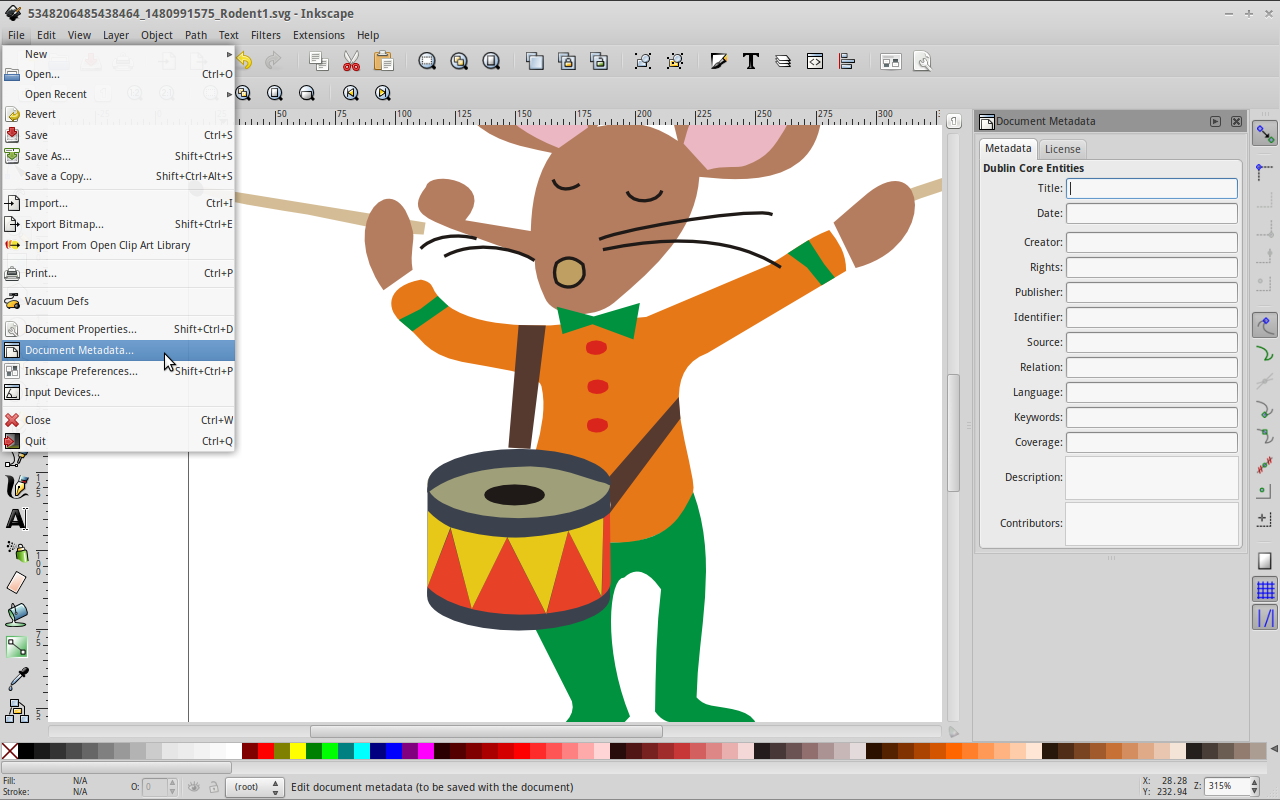 5348206485438464_1480991575_Rodent1.svg - Inkscape
File Edit View Layer Object Path Text Filters Extensions Help
New
Open... Ctrl+O
Open Recent
Revert
Save Ctrl+S
Save As... Shift+Ctrl+S
Save a Copy... Shift+Ctrl+Alt+S
Import... Ctrl+I
Export Bitmap... Shift+Ctrl+E
Import From Open Clip Art Library
Print... Ctrl+P
Vacuum Defs
Document Properties... Shift+Ctrl+D
Document Metadata...
Inkscape Preferences... Shift+Ctrl+P
Input Devices...
Close Ctrl+W
Quit Ctrl+Q
50 75 100 125 150 175 200 225 250 275 300
125
100
75
Document Metadata
Metadata License
Dublin Core Entities
Title:
Date:
Creator:
Rights:
Publisher:
Identifier:
Source:
Relation:
Language:
Keywords:
Coverage:
Description:
Contributors:
Fill: N/A
Stroke: N/A
O: 0
(root)
Edit document metadata (to be saved with the document)
X: 28.28
Y: 232.94
Z: 315%